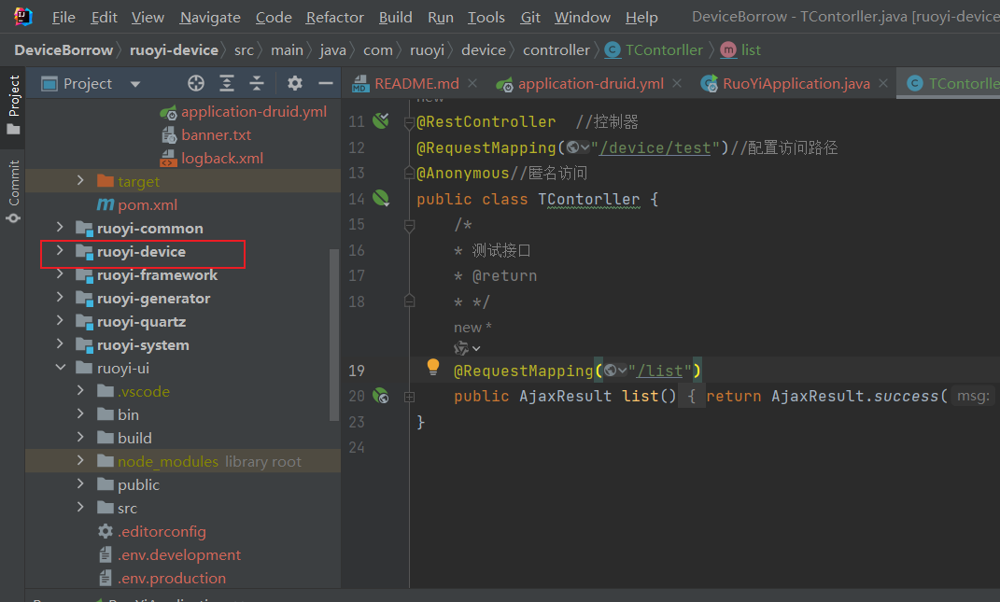 File Edit View Navigate Code Refactor Build Run Tools Git Window Help DeviceBorrow - TContorller.java [ruoyi-device
DeviceBorrow ruoyi-device src main java com ruoyi device controller TContorller list
Project
README.md application-druid.yml RuoYiApplication.java TContorlle
Project
Commit
application-druid.yml
banner.txt
logback.xml
target
pom.xml
ruoyi-common
ruoyi-device
ruoyi-framework
ruoyi-generator
ruoyi-quartz
ruoyi-system
ruoyi-ui
.vscode
bin
build
node_modules library root
public
src
.editorconfig
.env.development
.env.production
new *
11 @RestController //控制器
12 @RequestMapping("/device/test")//配置访问路径
13 @Anonymous//匿名访问
14 public class TContorller {
15 /*
16 * 测试接口
17 * @return
18 * */
new *
19 @RequestMapping("/list")
20 public AjaxResult list() { return AjaxResult.success( msg:
23 }
24